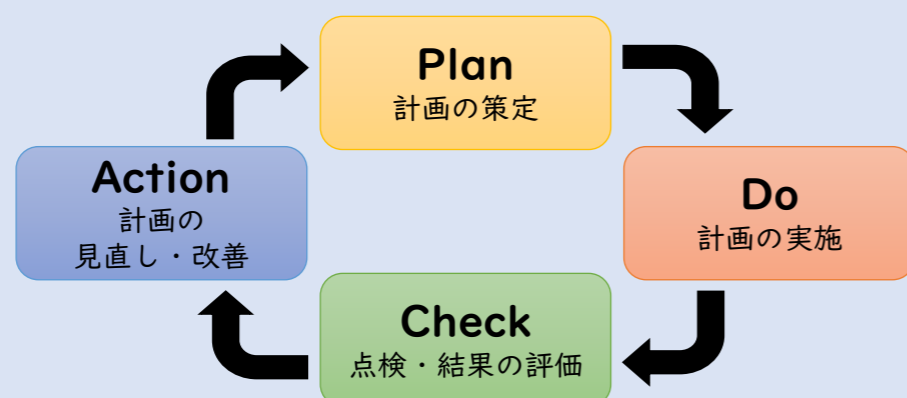 Plan
計画の策定
Do
計画の実施
Check
点検・結果の評価
Action
計画の
見直し・改善